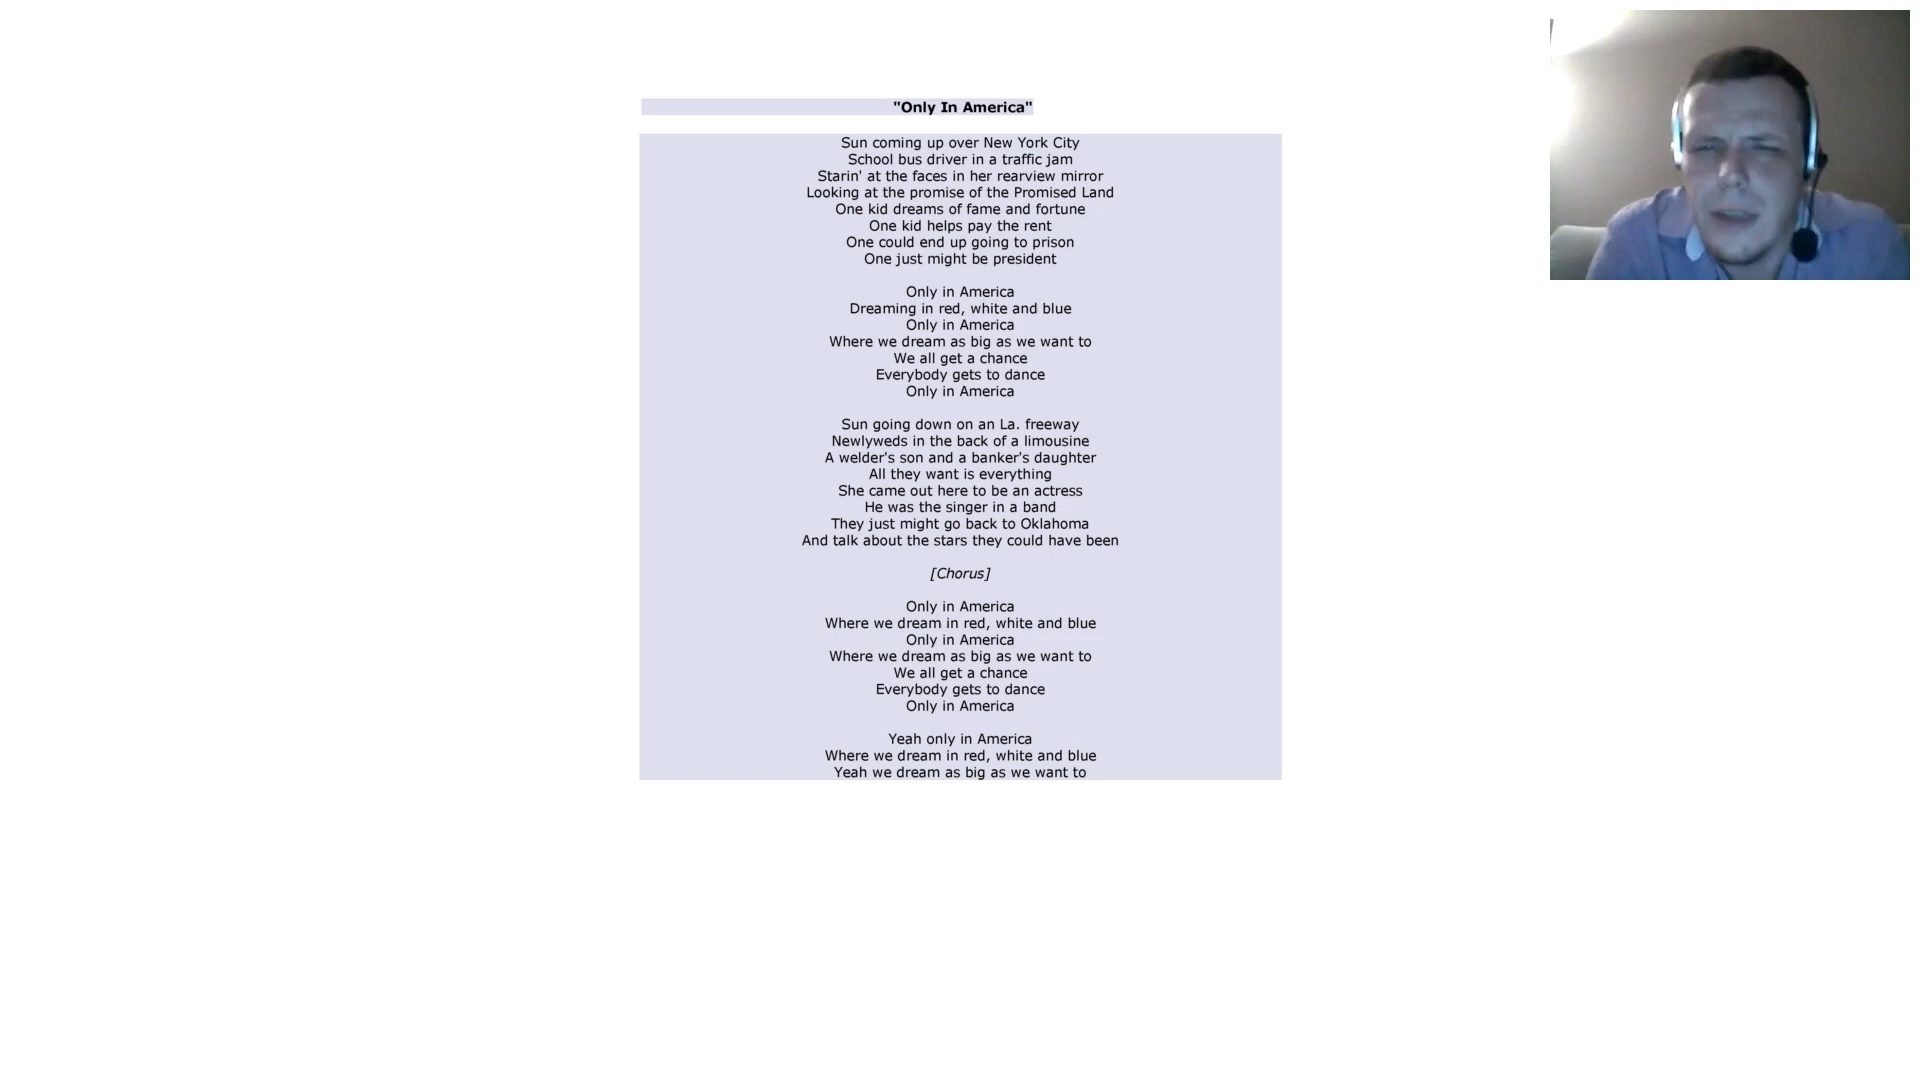 "Only In America"
Sun coming up over New York City
School bus driver in a traffic jam
Starin' at the faces in her rearview mirror
Looking at the promise of the Promised Land
One kid dreams of fame and fortune
One kid helps pay the rent
One could end up going to prison
One just might be president
Only in America
Dreaming in red, white and blue
Only in America
Where we dream as big as we want to
We all get a chance
Everybody gets to dance
Only in America
Sun going down on an La. freeway
Newlyweds in the back of a limousine
A welder's son and a banker's daughter
All they want is everything
She came out here to be an actress
He was the singer in a band
They just might go back to Oklahoma
And talk about the stars they could have been
[Chorus]
Only in America
Where we dream in red, white and blue
Only in America
Where we dream as big as we want to
We all get a chance
Everybody gets to dance
Only in America
Yeah only in America
Where we dream in red, white and blue
Yeah we dream as big as we want to